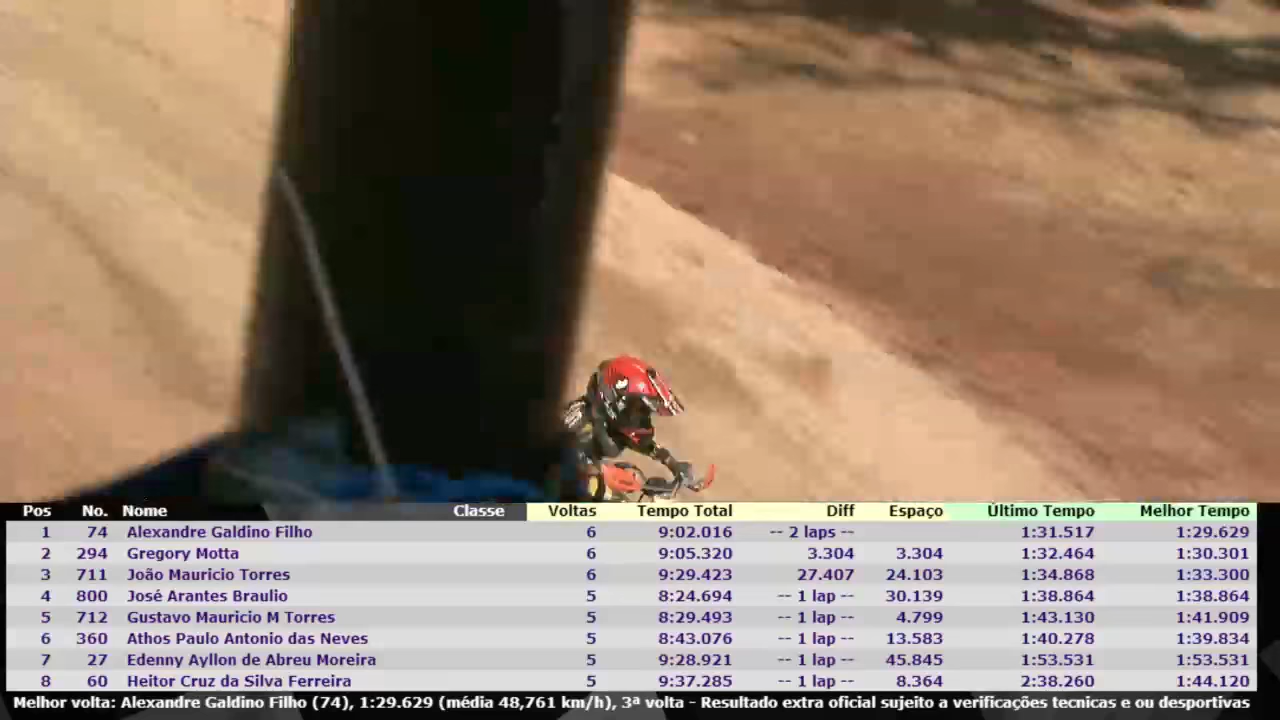 Pos No. Nome Classe Voltas Tempo Total Diff Espaço Último Tempo Melhor Tempo
1 74 Alexandre Galdino Filho 6 9:02.016 -- 2 laps -- 1:31.517 1:29.629
2 294 Gregory Motta 6 9:05.320 3.304 3.304 1:32.464 1:30.301
3 711 João Mauricio Torres 6 9:29.423 27.407 24.103 1:34.868 1:33.300
4 800 José Arantes Braulio 5 8:24.694 -- 1 lap -- 30.139 1:38.864 1:38.864
5 712 Gustavo Mauricio M Torres 5 8:29.493 -- 1 lap -- 4.799 1:43.130 1:41.909
6 360 Athos Paulo Antonio das Neves 5 8:43.076 -- 1 lap -- 13.583 1:40.278 1:39.834
7 27 Edenny Ayllon de Abreu Moreira 5 9:28.921 -- 1 lap -- 45.845 1:53.531 1:53.531
8 60 Heitor Cruz da Silva Ferreira 5 9:37.285 -- 1 lap -- 8.364 2:38.260 1:44.120
Melhor volta: Alexandre Galdino Filho (74), 1:29.629 (média 48,761 km/h), 3ª volta - Resultado extra oficial sujeito a verificações tecnicas e ou desportivas